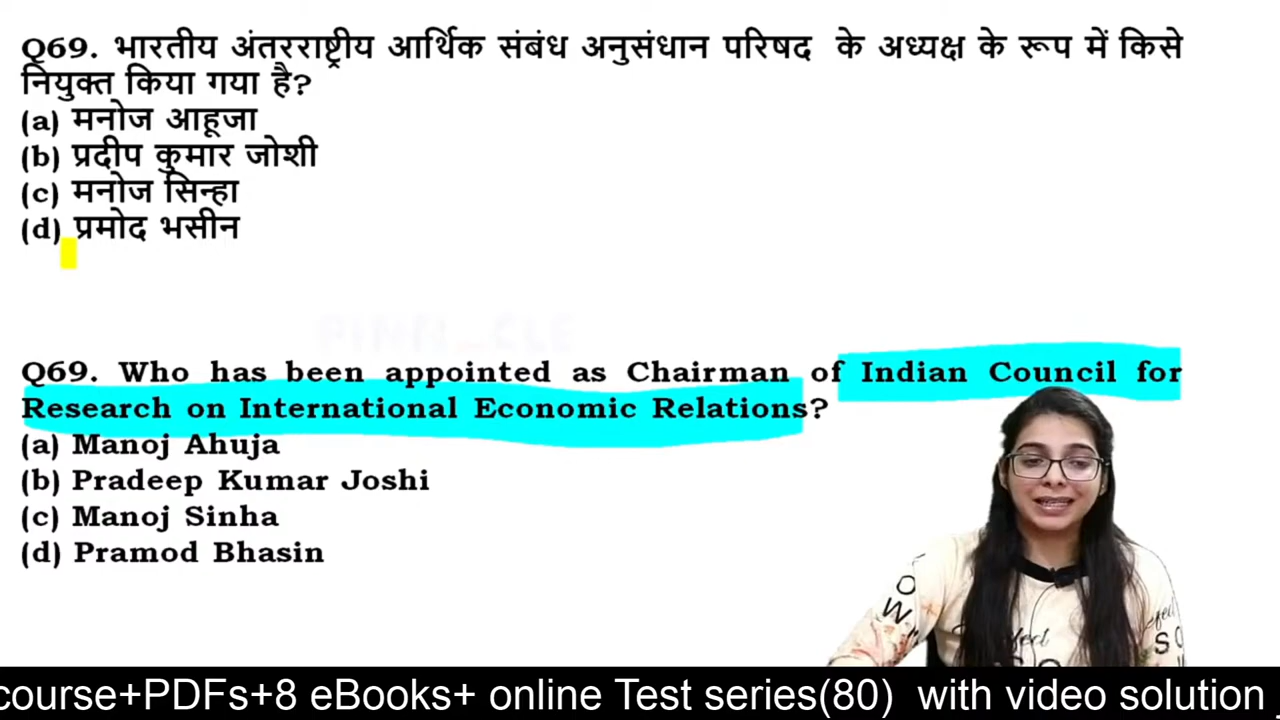 Q69. भारतीय अंतरराष्ट्रीय आर्थिक संबंध अनुसंधान परिषद के अध्यक्ष के रूप में किसे
नियुक्त किया गया है?
(a) मनोज आहूजा
(b) प्रदीप कुमार जोशी
(c) मनोज सिन्हा
(d) प्रमोद भसीन
Q69. Who has been appointed as Chairman of Indian Council for
Research on International Economic Relations?
(a) Manoj Ahuja
(b) Pradeep Kumar Joshi
(c) Manoj Sinha
(d) Pramod Bhasin
course+PDFs+8 eBooks+ online Test series(80) with video solution